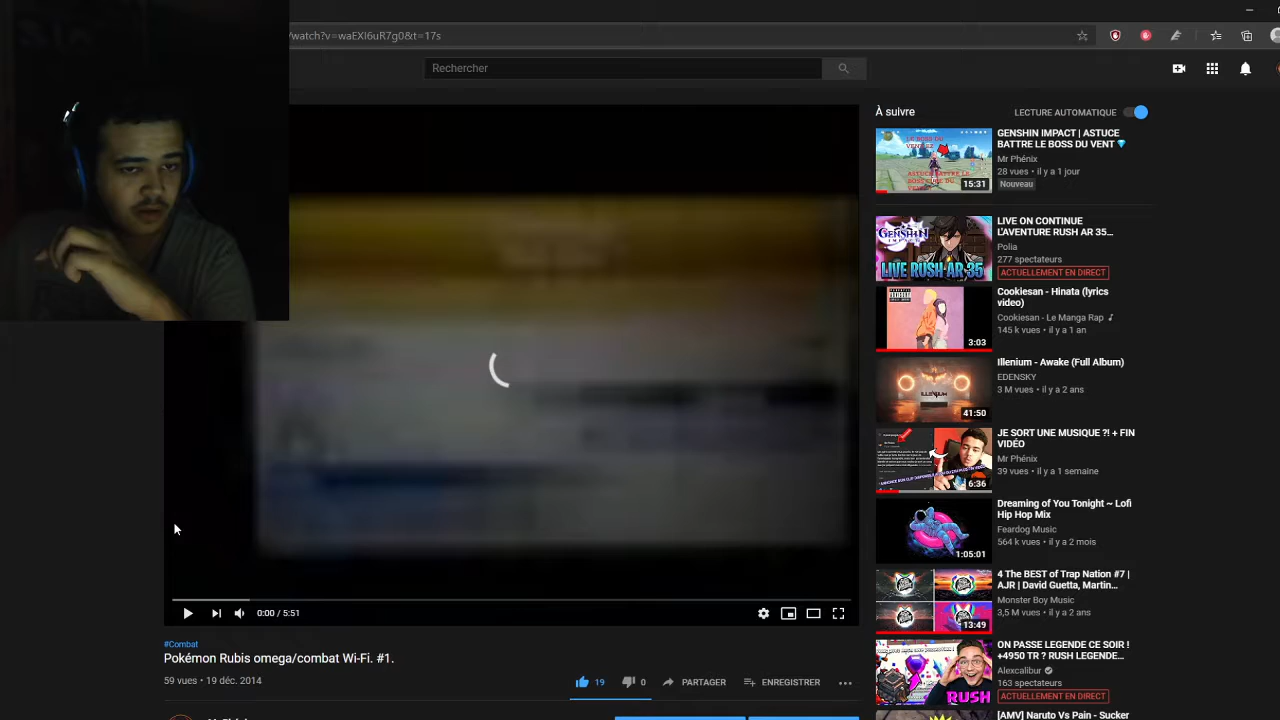 /watch?v=waEXI6uR7g0&t=17s
Rechercher
À suivre
LECTURE AUTOMATIQUE
15:31
GENSHIN IMPACT | ASTUCE
BATTRE LE BOSS DU VENT
Mr Phénix
28 vues • il y a 1 jour
Nouveau
GENSHIN
IMPACT
LIVE RUSH AR 35
LIVE ON CONTINUE
L'AVENTURE RUSH AR 35...
Polia
277 spectateurs
ACTUELLEMENT EN DIRECT
3:03
Cookiesan - Hinata (lyrics
video)
Cookiesan - Le Manga Rap
145 k vues • il y a 1 an
ILLENIUM
41:50
Illenium - Awake (Full Album)
EDENSKY
3 M vues • il y a 2 ans
6:36
JE SORT UNE MUSIQUE ?! + FIN
VIDÉO
Mr Phénix
39 vues • il y a 1 semaine
1:05:01
Dreaming of You Tonight ~ Lofi
Hip Hop Mix
Feardog Music
564 k vues • il y a 2 mois
13:49
4 The BEST of Trap Nation #7 |
AJR | David Guetta, Martin...
Monster Boy Music
3,5 M vues • il y a 2 ans
RUSH
ON PASSE LEGENDE CE SOIR !
+4950 TR ? RUSH LEGENDE...
Alexcalibur
163 spectateurs
ACTUELLEMENT EN DIRECT
[AMV] Naruto Vs Pain - Sucker
0:00 / 5:51
#Combat
Pokémon Rubis omega/combat Wi-Fi. #1.
59 vues • 19 déc. 2014
19
0
PARTAGER
ENREGISTRER